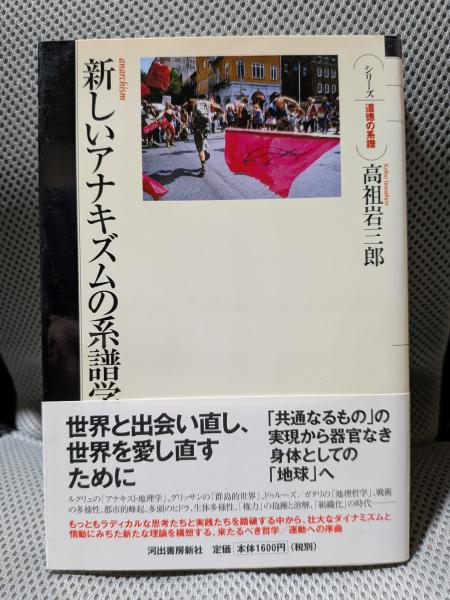 シリーズ
道徳の系譜
anarchism
新しいアナキズムの系譜学
高祖岩三郎
世界と出会い直し、
世界を愛し直す
ために
「共通なるもの」の
実現から器官なき
身体としての
「地球」へ
ルクリュの「アナキスト地理学」、グリッサンの「群島的世界」、ドゥルーズ/ガタリの「地理哲学」、戦術
の多様性、都市的蜂起、多頭のヒドラ、生体多様性、「権力」の抱擁と溶解、「組織化」の時代――
もっともラディカルな思考たちと実践たちを踏破する中から、壮大なダイナミズムと
情動にみちた新たな理論を構想する、来たるべき哲学/運動への序曲
河出書房新社 定価 本体1600円(税別)